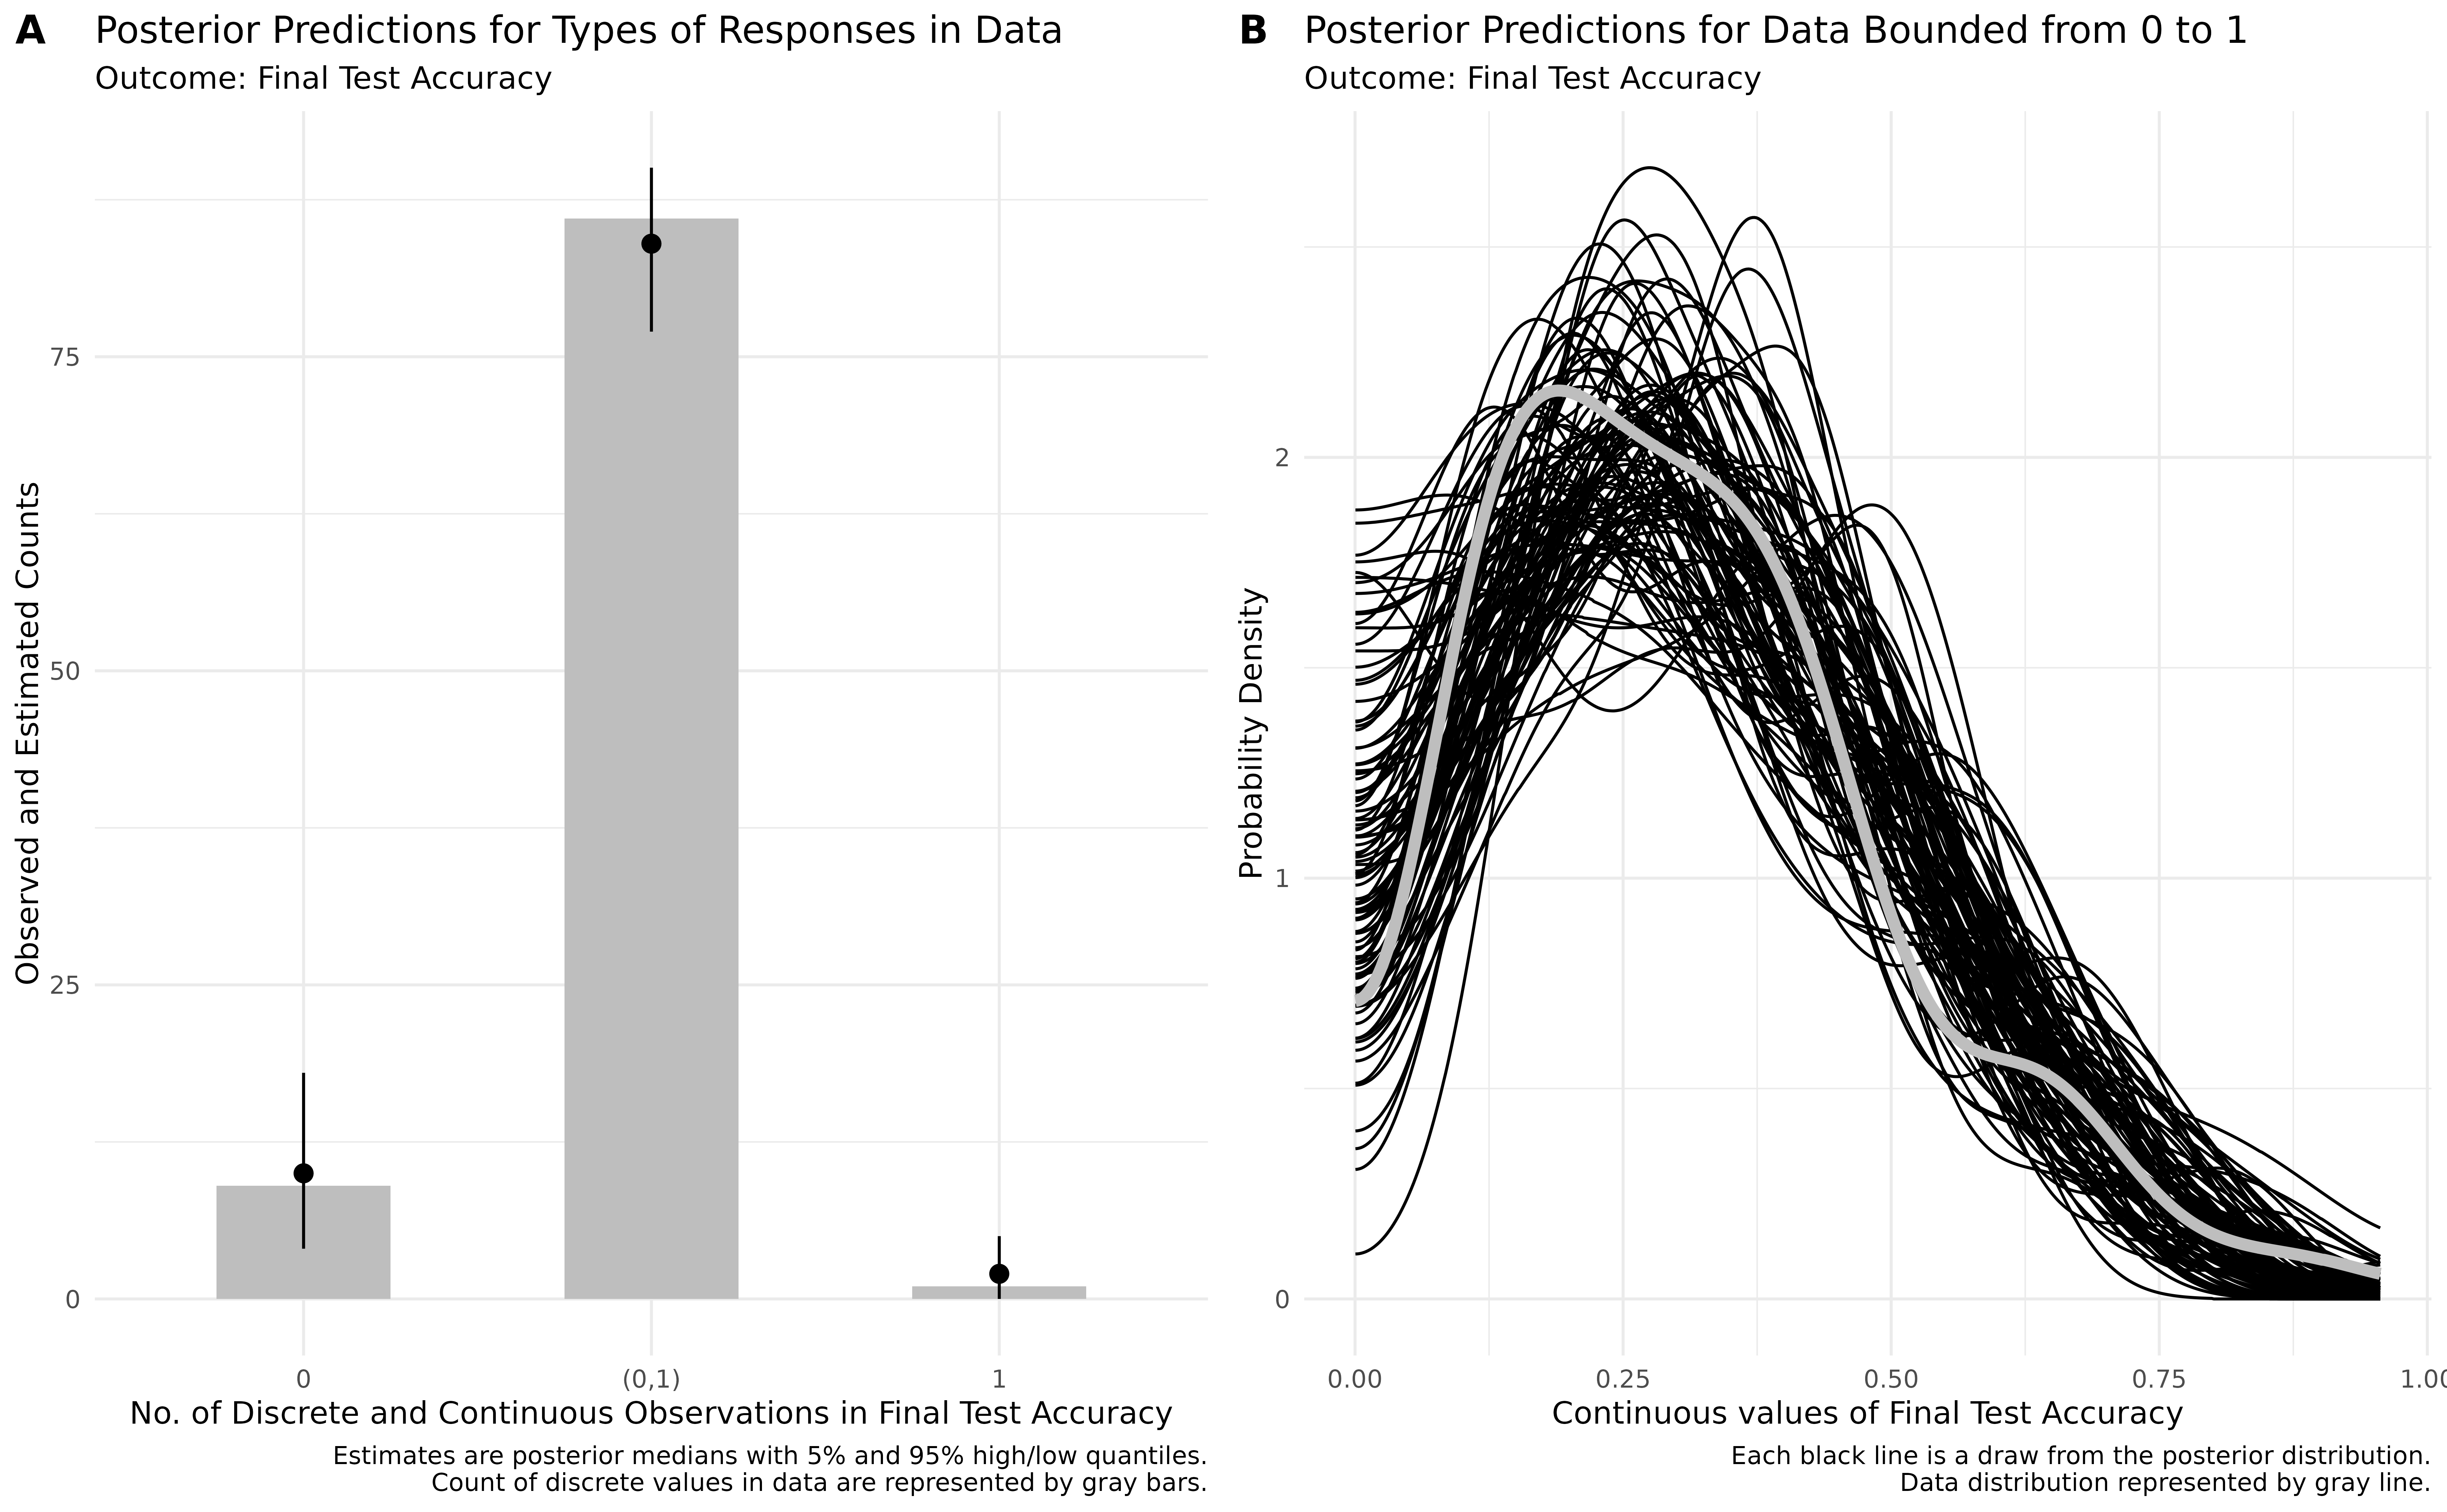 A Posterior Predictions for Types of Responses in Data
Outcome: Final Test Accuracy
Observed and Estimated Counts
75
50
25
0
0 (0,1) 1
No. of Discrete and Continuous Observations in Final Test Accuracy
Estimates are posterior medians with 5% and 95% high/low quantiles.
Count of discrete values in data are represented by gray bars.
B Posterior Predictions for Data Bounded from 0 to 1
Outcome: Final Test Accuracy
Probability Density
2
1
0
0.00 0.25 0.50 0.75 1.00
Continuous values of Final Test Accuracy
Each black line is a draw from the posterior distribution.
Data distribution represented by gray line.